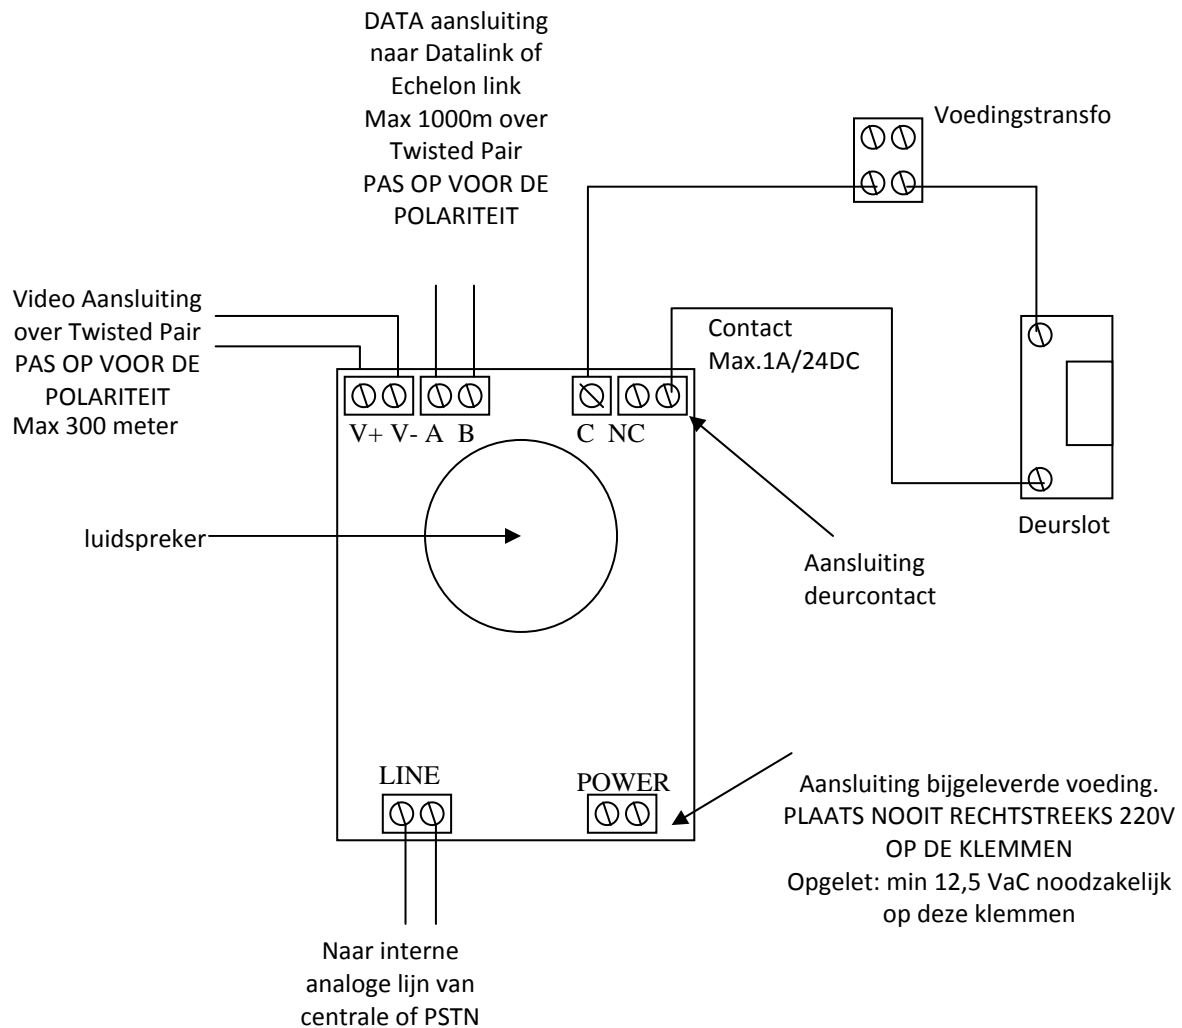 DATA aansluiting
naar Datalink of
Echelon link
Max 1000m over
Twisted Pair
PAS OP VOOR DE
POLARITEIT
Voedingstransfo
Video Aansluiting
over Twisted Pair
PAS OP VOOR DE
POLARITEIT
Max 300 meter
Contact
Max.1A/24DC
V+ V- A B
C NC
Deurslot
luidspreker
Aansluiting
deurcontact
LINE
POWER
Aansluiting bijgeleverde voeding.
PLAATS NOOIT RECHTSTREEKS 220V
OP DE KLEMMEN
Opgelet: min 12,5 VaC noodzakelijk
op deze klemmen
Naar interne
analoge lijn van
centrale of PSTN